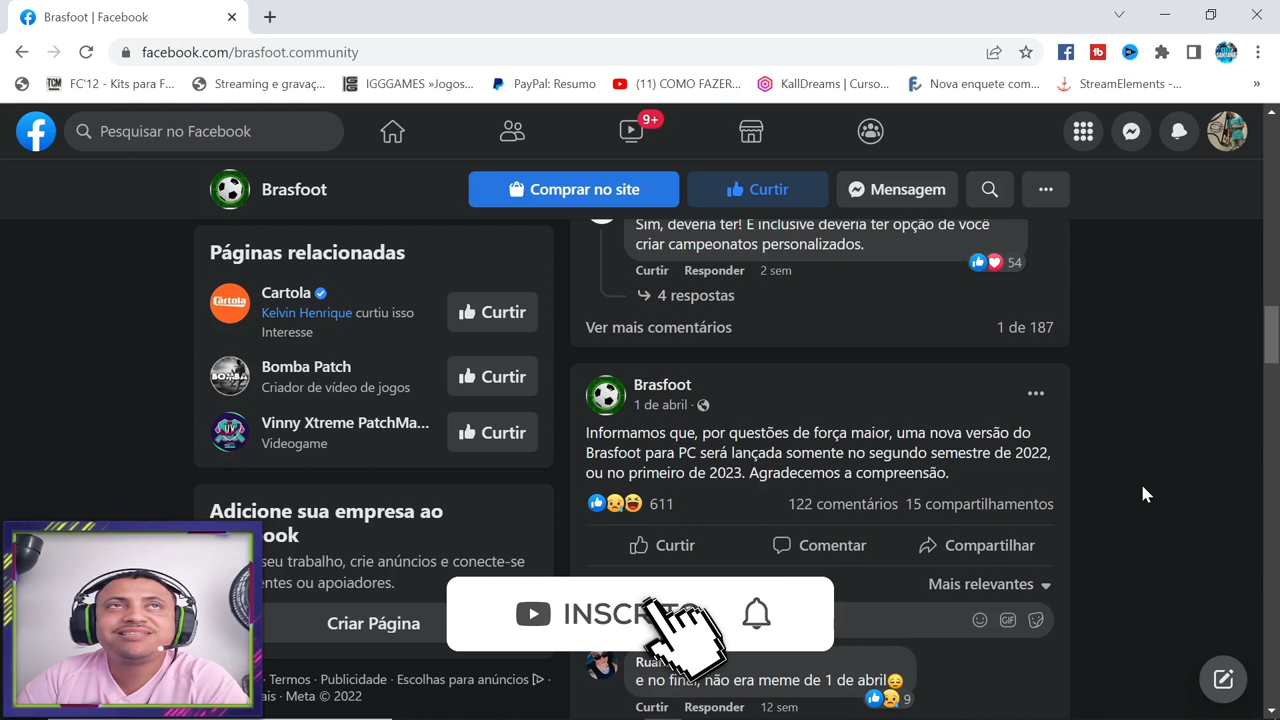 Brasfoot | Facebook
facebook.com/brasfoot.community
FC'12 - Kits para F...
Streaming e gravaç...
IGGGAMES »Jogos...
PayPal: Resumo
(11) COMO FAZER...
KallDreams | Curso...
Nova enquete com...
StreamElements -...
»
Pesquisar no Facebook
9+
Brasfoot
Comprar no site
Curtir
Mensagem
Páginas relacionadas
Cartola
Kelvin Henrique curtiu isso
Interesse
Curtir
Bomba Patch
Criador de vídeo de jogos
Curtir
Vinny Xtreme PatchMa...
Videogame
Curtir
Adicione sua empresa ao
ook
seu trabalho, crie anúncios e conecte-se
entes ou apoiadores.
Criar Página
Termos · Publicidade · Escolhas para anúncios
ais · Meta © 2022
Sim, deveria ter! E inclusive deveria ter opção de você
criar campeonatos personalizados.
54
Curtir Responder 2 sem
4 respostas
Ver mais comentários 1 de 187
Brasfoot
1 de abril ·
Informamos que, por questões de força maior, uma nova versão do
Brasfoot para PC será lançada somente no segundo semestre de 2022,
ou no primeiro de 2023. Agradecemos a compreensão.
611 122 comentários 15 compartilhamentos
Curtir Comentar Compartilhar
Mais relevantes
INSCRITO
e no final, não era meme de 1 de abril😔
9
Curtir Responder 12 sem